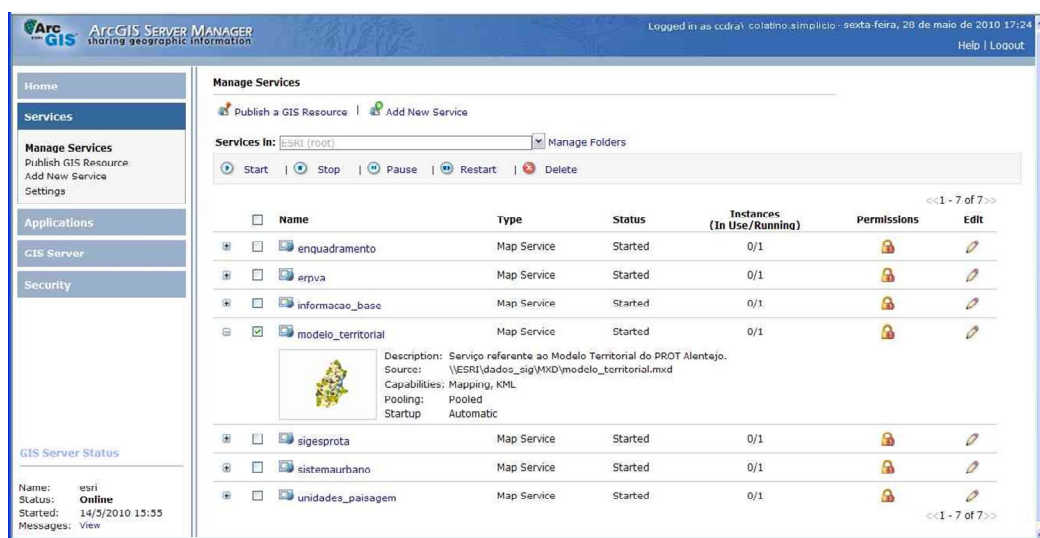 ArcGIS
ARCGIS SERVER MANAGER
sharing geographic information
Logged in as ccdra\ colatino.simplicio - sexta-feira, 28 de maio de 2010 17:24
Help | Logout
Home
Services
Manage Services
Publish GIS Resource
Add New Service
Settings
Applications
GIS Server
Security
GIS Server Status
Name: esri
Status: Online
Started: 14/5/2010 15:55
Messages: View
Manage Services
Publish a GIS Resource | Add New Service
Services in: ESRI (root) Manage Folders
Start | Stop | Pause | Restart | Delete
<<1 - 7 of 7>>
Name Type Status Instances (In Use/Running) Permissions Edit
enquadramento Map Service Started 0/1
erpva Map Service Started 0/1
informacao_base Map Service Started 0/1
modelo_territorial Map Service Started 0/1
Description: Serviço referente ao Modelo Territorial do PROT Alentejo.
Source: \\ESRI\dados_sig\MXD\modelo_territorial.mxd
Capabilities: Mapping, KML
Pooling: Pooled
Startup Automatic
sigesprota Map Service Started 0/1
sistemaurbano Map Service Started 0/1
unidades_paisagem Map Service Started 0/1
<<1 - 7 of 7>>